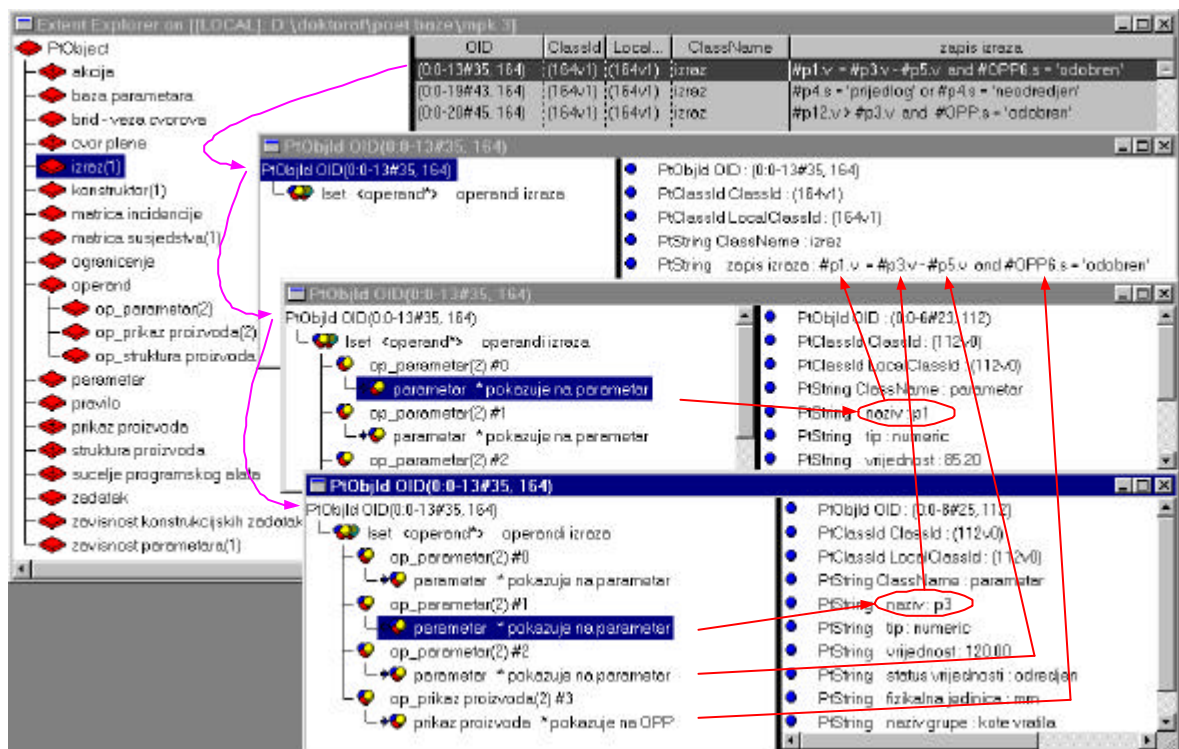 Extent Explorer on [[LOCAL]: D:\doktorat\poet baze\mpk 3]
PtObject
akcija
baza parametara
brid - veza cvorova
cvor plana
izraz(1)
konstruktor(1)
matrica incidencije
matrica susjedstva(1)
ogranicenje
operand
op_parametar(2)
op_prikaz proizvoda(2)
op_struktura proizvoda
parametar
pravilo
prikaz proizvoda
struktura proizvoda
sucelje programskog alata
zadatak
zavisnost konstrukcijskih zadatak
zavisnost parametara(1)
OID ClassId Local... ClassName zapis izraza
(0:0-13#35, 164) (164v1) (164v1) izraz #p1.v = #p3.v - #p5.v and #OPP6.s = 'odobren'
(0:0-19#43, 164) (164v1) (164v1) izraz #p4.s = 'prijedlog' or #p4.s = 'neodredjen'
(0:0-20#45, 164) (164v1) (164v1) izraz #p12.v > #p3.v and #OPP.s = 'odobren'
PtObjId OID(0:0-13#35, 164)
PtObjId OID(0:0-13#35, 164)
lset <operand*> operandi izraza
PtObjId OID : (0:0-13#35, 164)
PtClassId ClassId : (164v1)
PtClassId LocalClassId : (164v1)
PtString ClassName : izraz
PtString zapis izraza : #p1.v = #p3.v - #p5.v and #OPP6.s = 'odobren'
PtObjId OID(0:0-13#35, 164)
PtObjId OID(0:0-13#35, 164)
lset <operand*> operandi izraza
op_parametar(2) #0
parametar * pokazuje na parametar
op_parametar(2) #1
parametar * pokazuje na parametar
op_parametar(2) #2
PtObjId OID : (0:0-6#23, 112)
PtClassId ClassId : (112v0)
PtClassId LocalClassId : (112v0)
PtString ClassName : parametar
PtString naziv : p1
PtString tip : numeric
PtString vrijednost : 85.20
PtObjId OID(0:0-13#35, 164)
PtObjId OID(0:0-13#35, 164)
lset <operand*> operandi izraza
op_parametar(2) #0
parametar * pokazuje na parametar
op_parametar(2) #1
parametar * pokazuje na parametar
op_parametar(2) #2
parametar * pokazuje na parametar
op_prikaz proizvoda(2) #3
prikaz proizvoda *pokazuje na OPP
PtObjId OID : (0:0-8#25, 112)
PtClassId ClassId : (112v0)
PtClassId LocalClassId : (112v0)
PtString ClassName : parametar
PtString naziv : p3
PtString tip : numeric
PtString vrijednost : 120.00
PtString status vrijednosti : odredjen
PtString fizikalna jedinica : mm
PtString naziv grupe : kote vratila